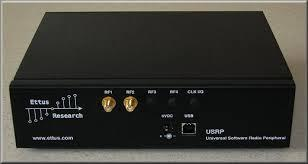 Ettus
Research
RF1 RF2 RF3 RF4 CLK I/O
6VDC USB
www.ettus.com
USRP
Universal Software Radio Peripheral